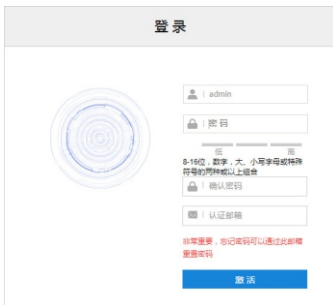 登录
admin
密码
低 高
8-16位，数字，大、小写字母或特殊
符号的两种或以上组合
确认密码
认证邮箱
非常重要，忘记密码可以通过此邮箱
重置密码
激活